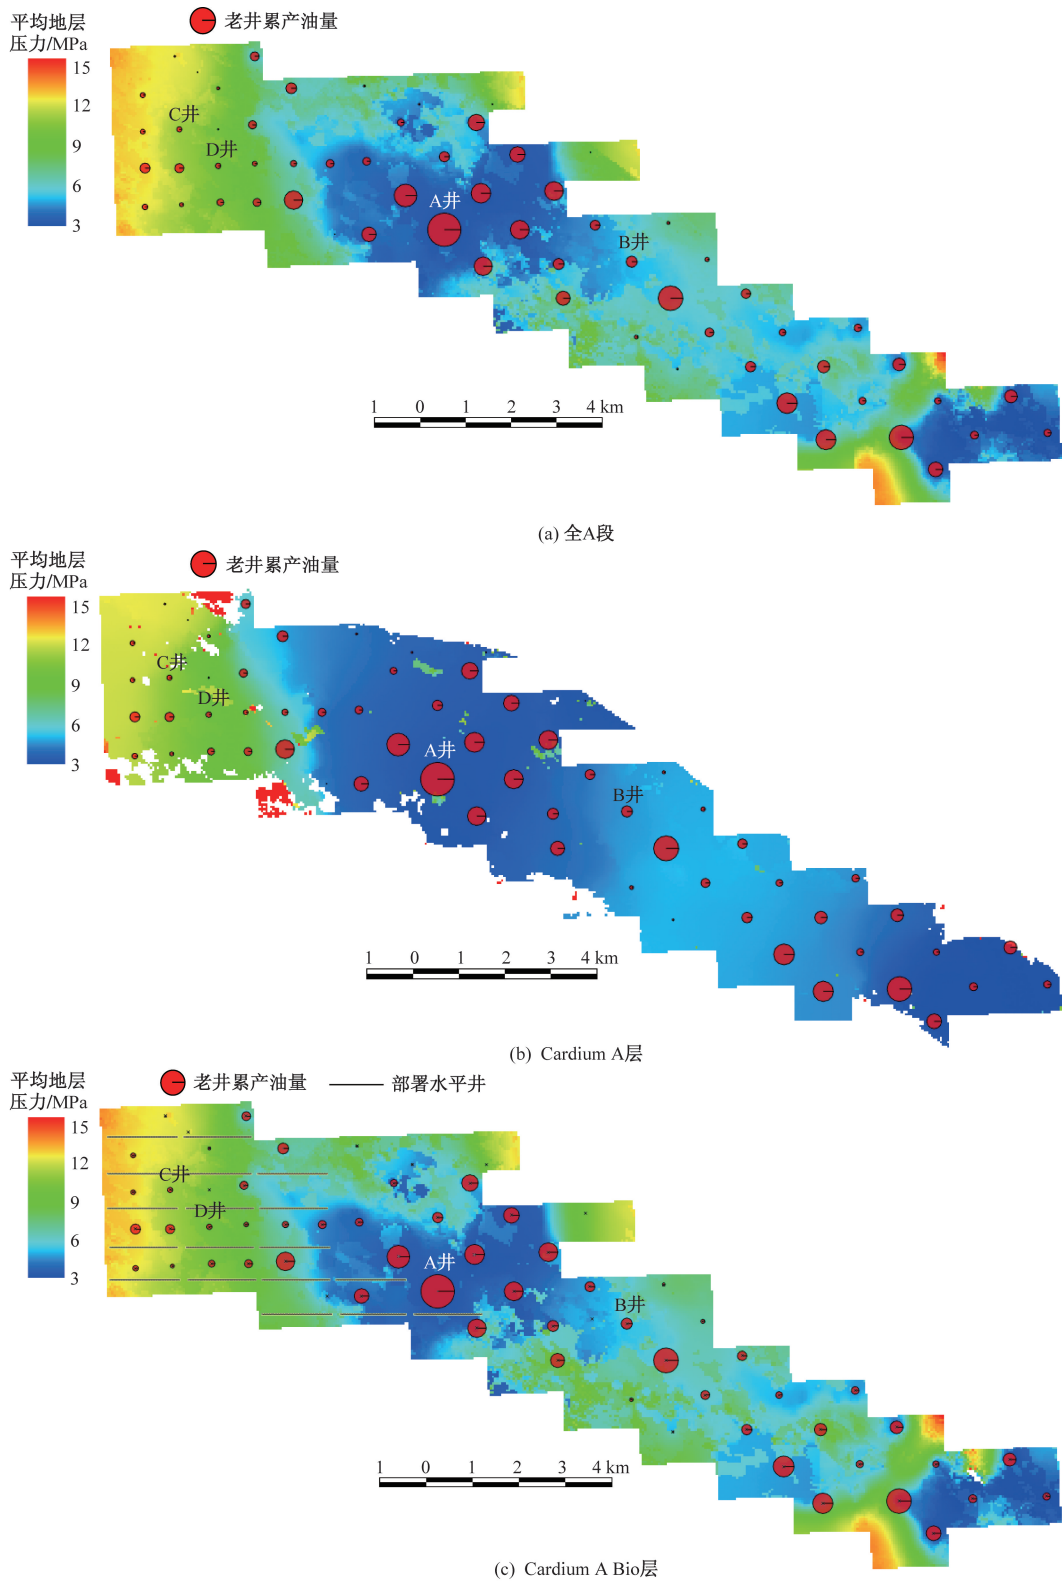 平均地层
压力/MPa
老井累产油量
15
12
9
6
3
C井
D井
A井
B井
1 0 1 2 3 4 km
(a) 全A段
平均地层
压力/MPa
老井累产油量
15
12
9
6
3
C井
D井
A井
B井
1 0 1 2 3 4 km
(b) Cardium A层
平均地层
压力/MPa
老井累产油量 部署水平井
15
12
9
6
3
C井
D井
A井
B井
1 0 1 2 3 4 km
(c) Cardium A Bio层